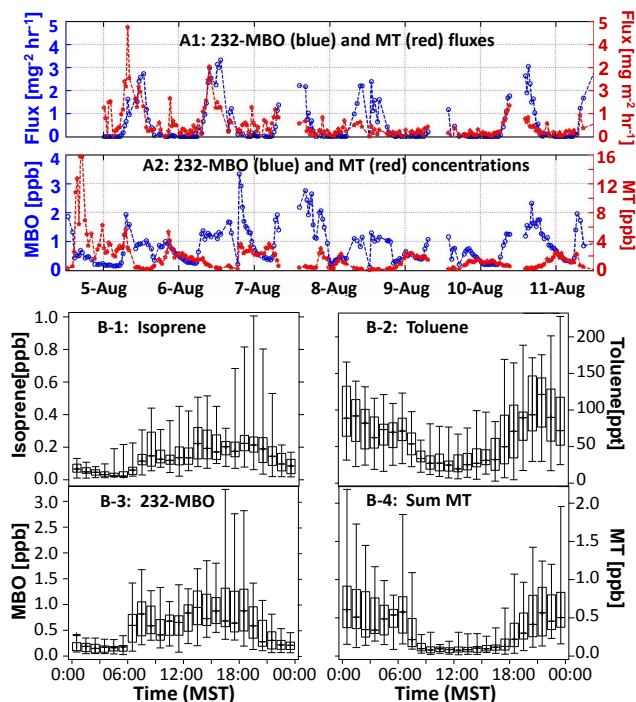 A1: 232-MBO (blue) and MT (red) fluxes
Flux [mg⁻² hr⁻¹]
5
4
3
2
1
0
Flux [mg m⁻² hr⁻¹]
5
4
3
2
1
0
A2: 232-MBO (blue) and MT (red) concentrations
MBO [ppb]
4
3
2
1
0
MT [ppb]
16
12
8
4
0
5-Aug 6-Aug 7-Aug 8-Aug 9-Aug 10-Aug 11-Aug
B-1: Isoprene
Isoprene[ppb]
1.0
0.8
0.6
0.4
0.2
0.0
B-2: Toluene
Toluene[ppt]
200
150
100
50
0
B-3: 232-MBO
MBO [ppb]
3.0
2.5
2.0
1.5
1.0
0.5
0.0
B-4: Sum MT
MT [ppb]
2.0
1.5
1.0
0.5
0.0
0:00 06:00 12:00 18:00 00:00 06:00 12:00 18:00 00:00
Time (MST) Time (MST)